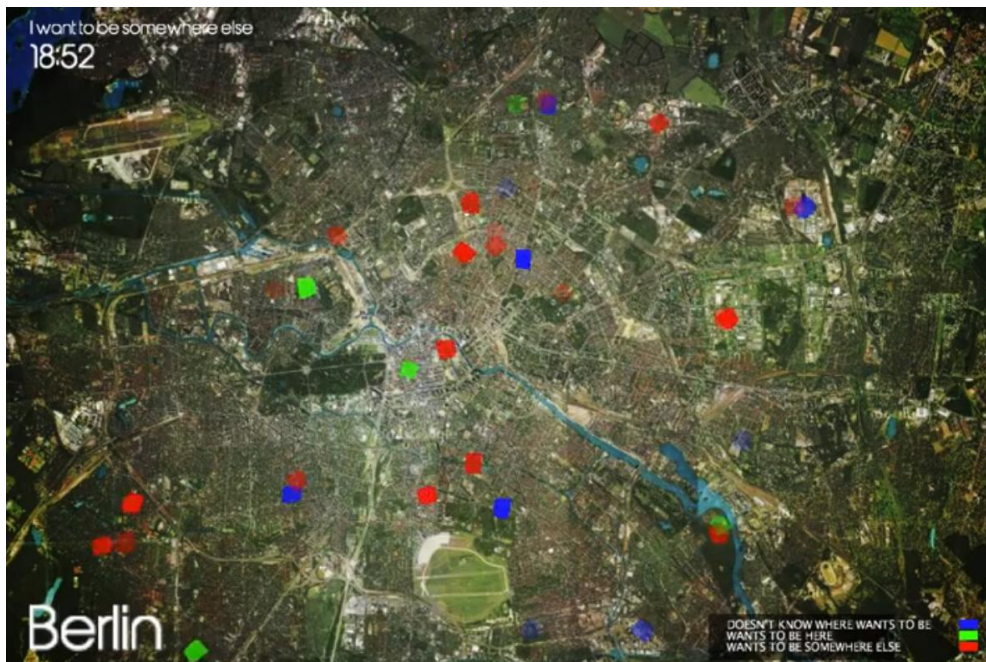 I want to be somewhere else
18:52
Berlin
DOESN'T KNOW WHERE WANTS TO BE
WANTS TO BE HERE
WANTS TO BE SOMEWHERE ELSE